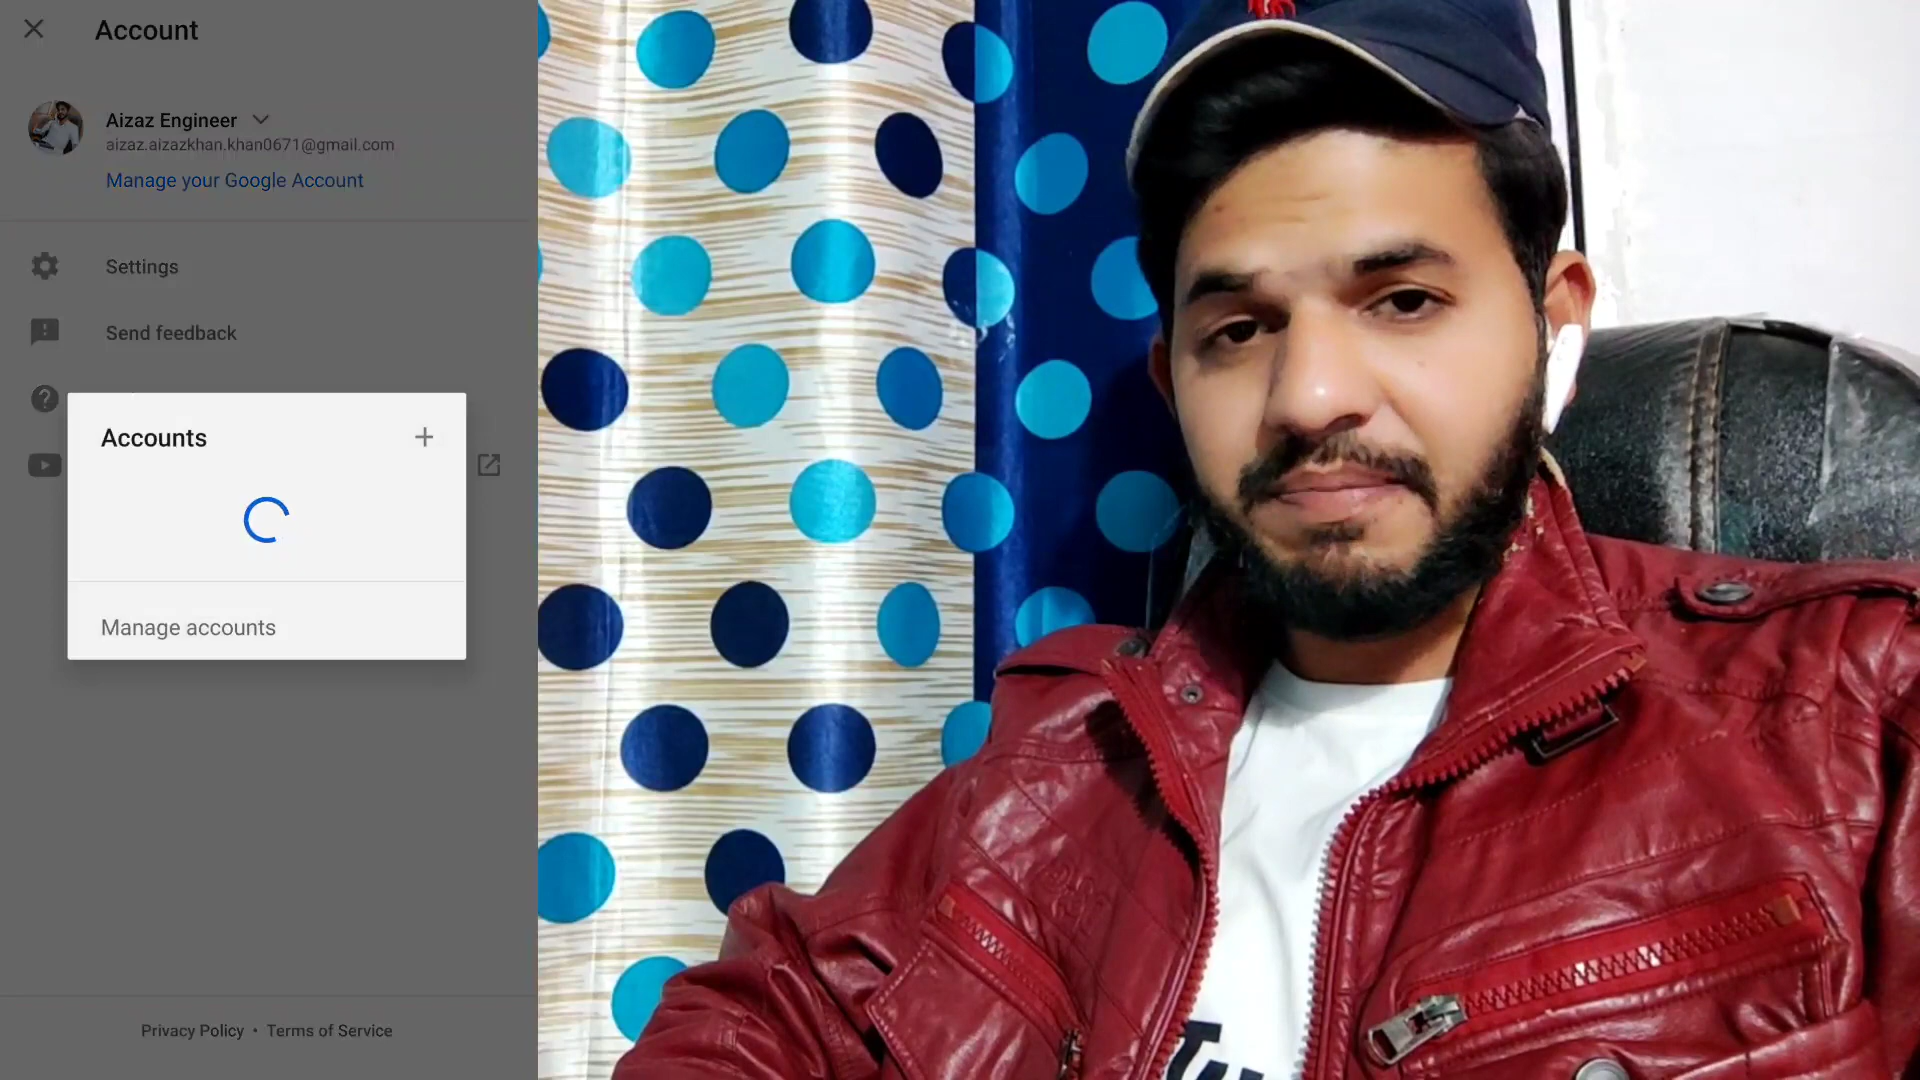 Account
Aizaz Engineer
aizaz.aizazkhan.khan0671@gmail.com
Manage your Google Account
Settings
Send feedback
Accounts
Manage accounts
Privacy Policy • Terms of Service